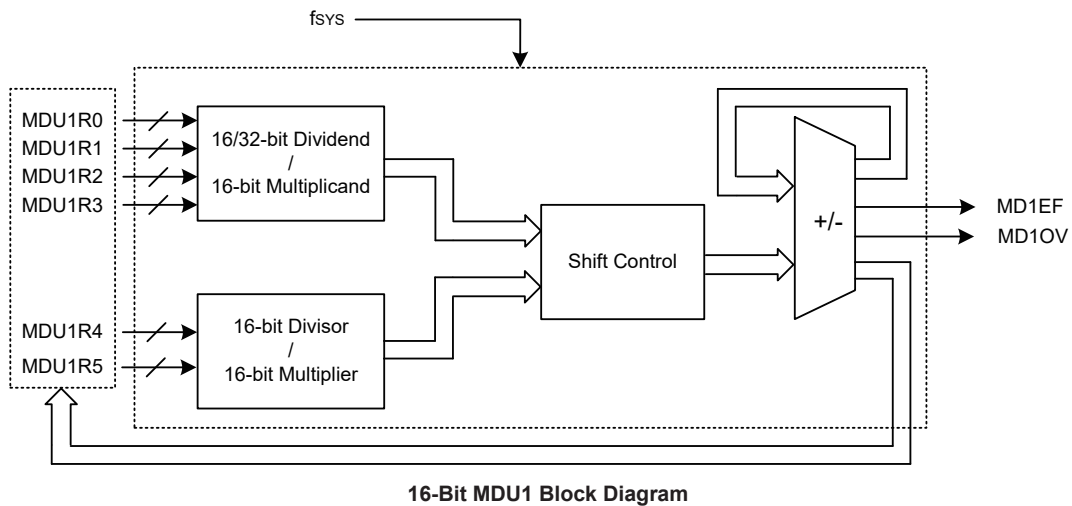 fSYS
MDU1R0
MDU1R1
MDU1R2
MDU1R3
16/32-bit Dividend
/
16-bit Multiplicand
MDU1R4
MDU1R5
16-bit Divisor
/
16-bit Multiplier
Shift Control
+/-
MD1EF
MD1OV
16-Bit MDU1 Block Diagram